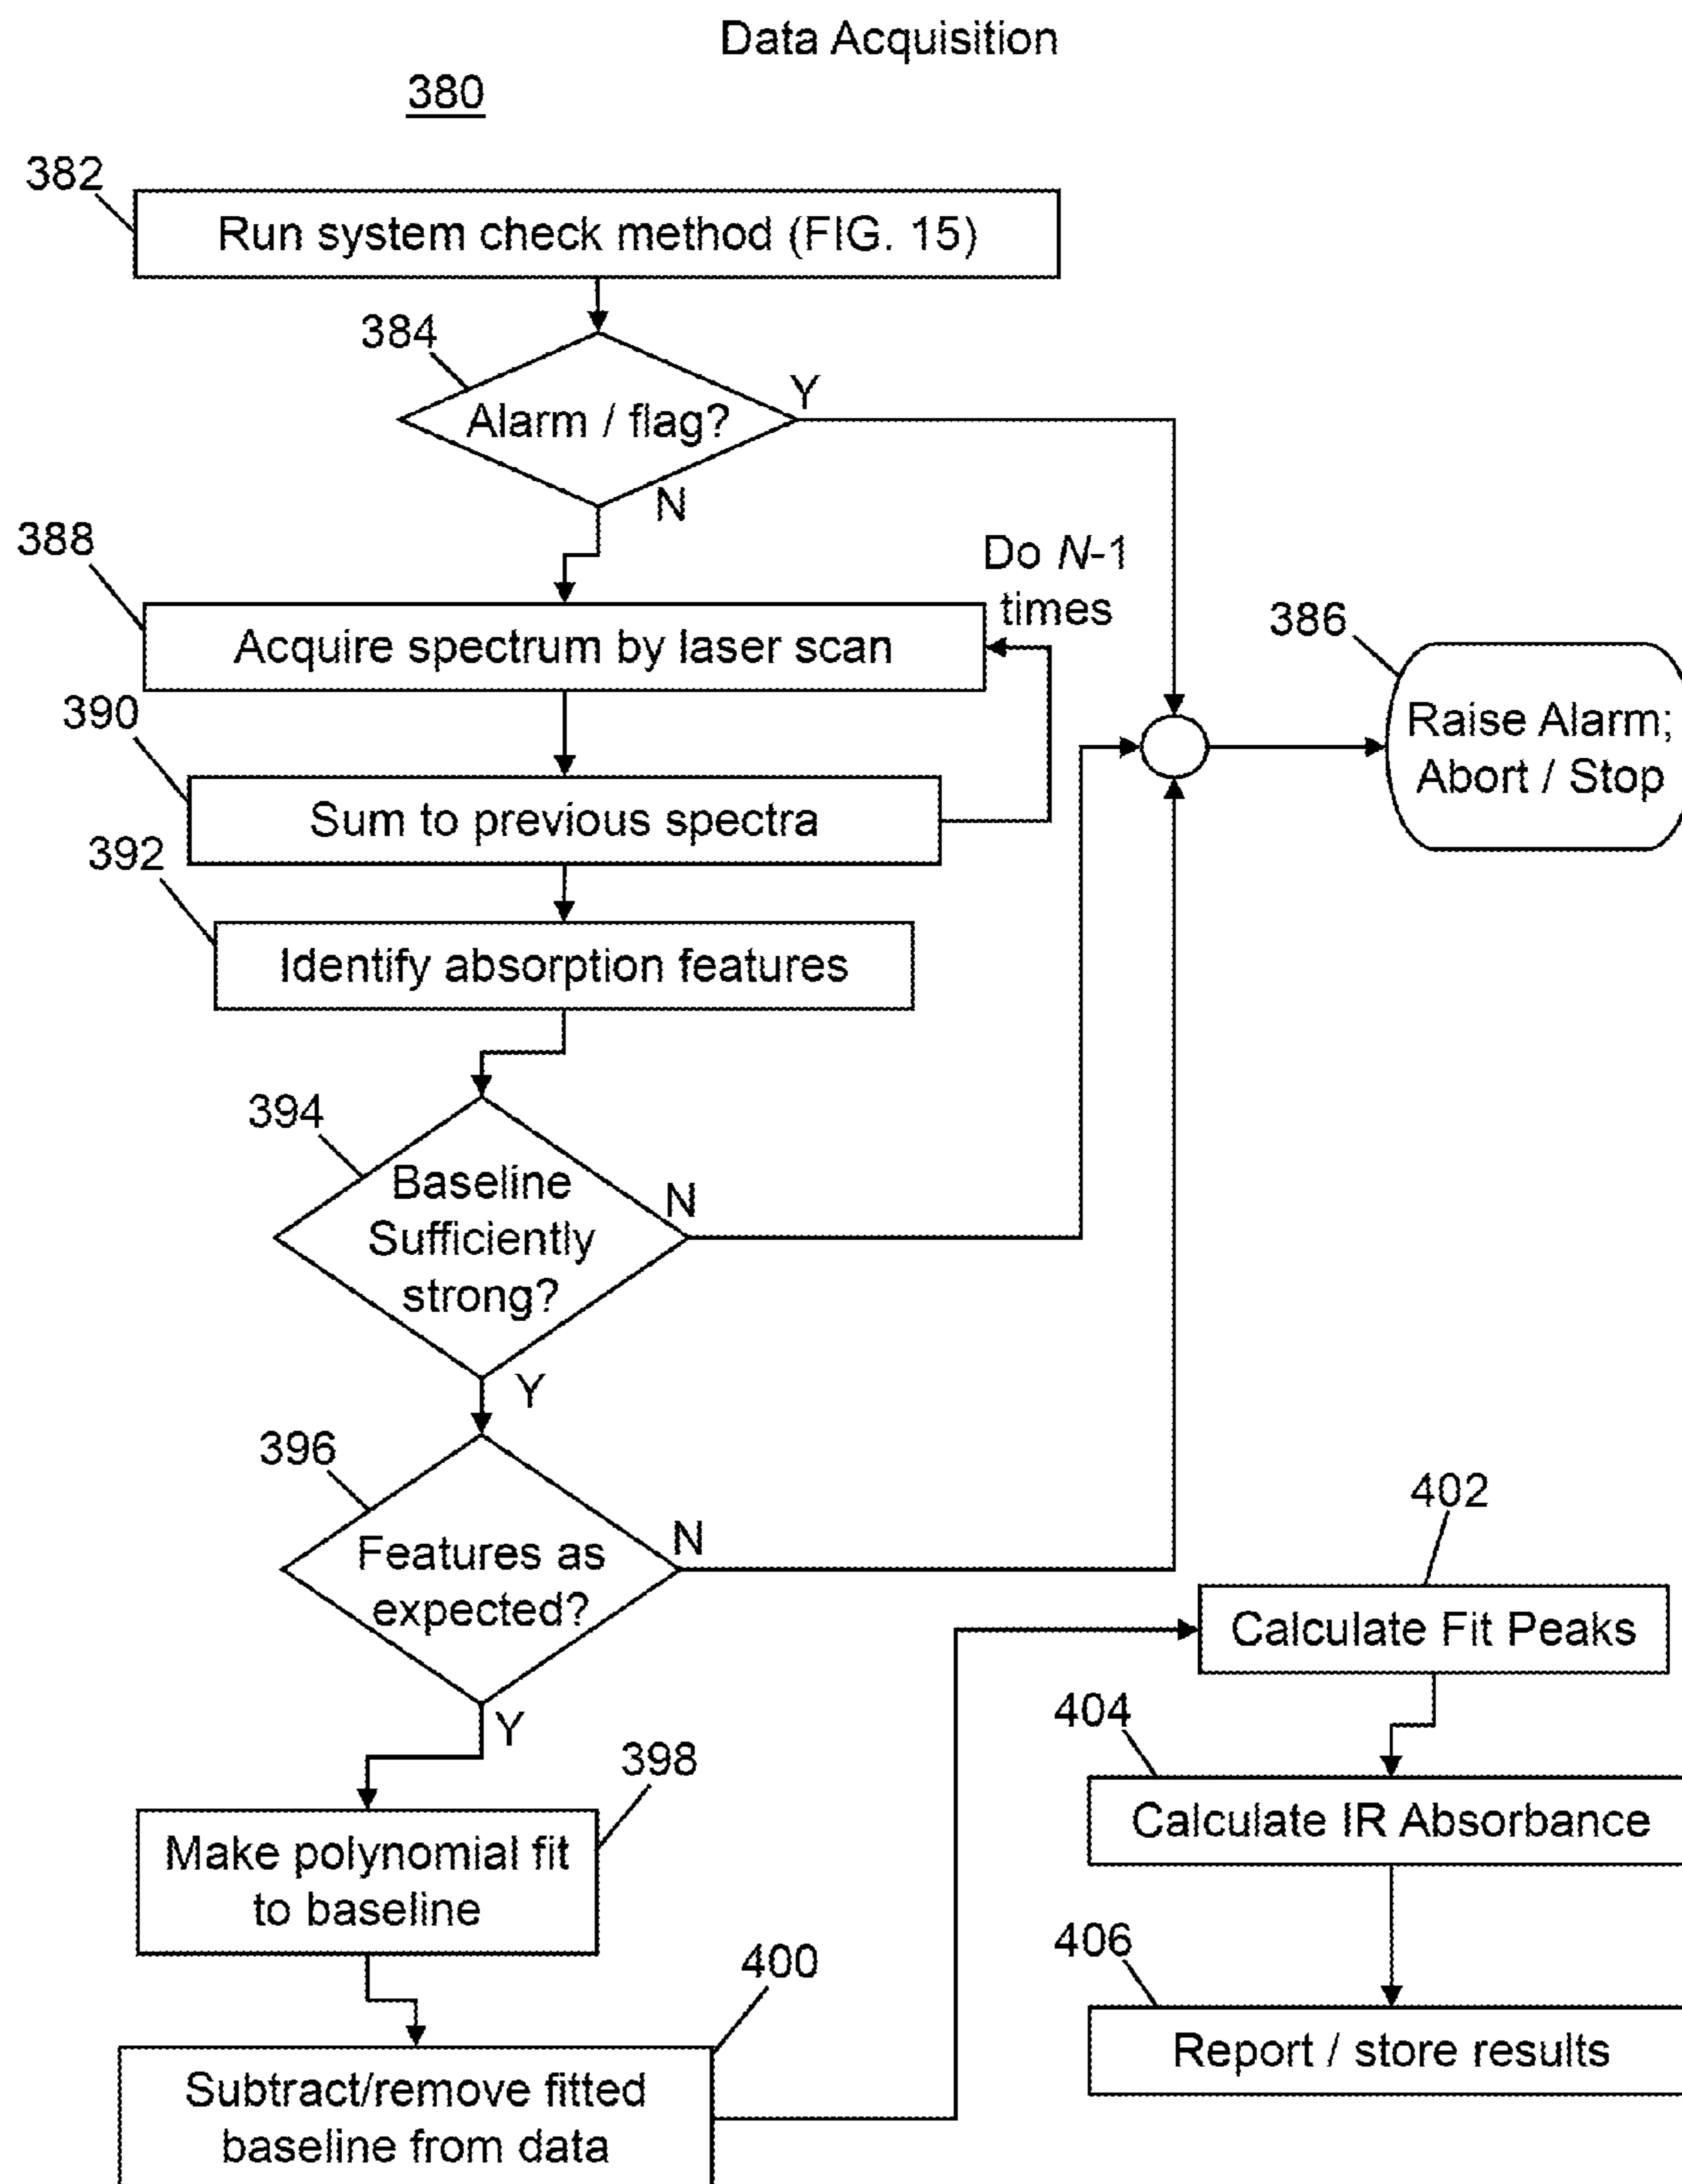 Data Acquisition
380
382
Run system check method (FIG. 15)
384
Alarm / flag?
Y
N
388
Do N-1
times
Acquire spectrum by laser scan
386
Raise Alarm;
Abort / Stop
390
Sum to previous spectra
392
Identify absorption features
394
Baseline
Sufficiently
strong?
N
Y
396
Features as
expected?
N
Y
398
Make polynomial fit
to baseline
400
Subtract/remove fitted
baseline from data
402
Calculate Fit Peaks
404
Calculate IR Absorbance
406
Report / store results